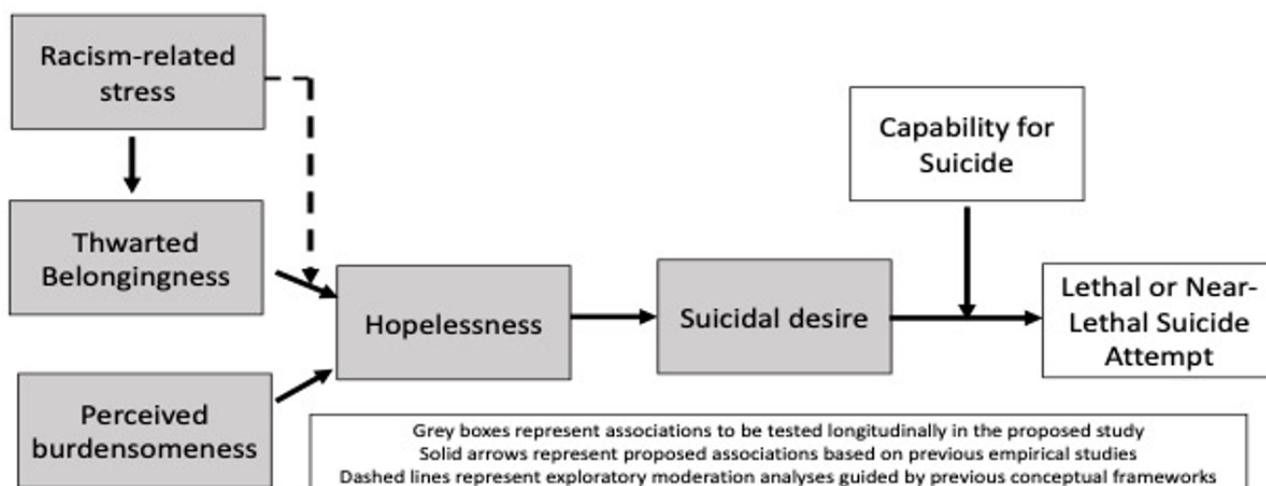 Racism-related
stress
Capability for
Suicide
Thwarted
Belongingness
Hopelessness
Suicidal desire
Lethal or Near-
Lethal Suicide
Attempt
Perceived
burdensomeness
Grey boxes represent associations to be tested longitudinally in the proposed study
Solid arrows represent proposed associations based on previous empirical studies
Dashed lines represent exploratory moderation analyses guided by previous conceptual frameworks